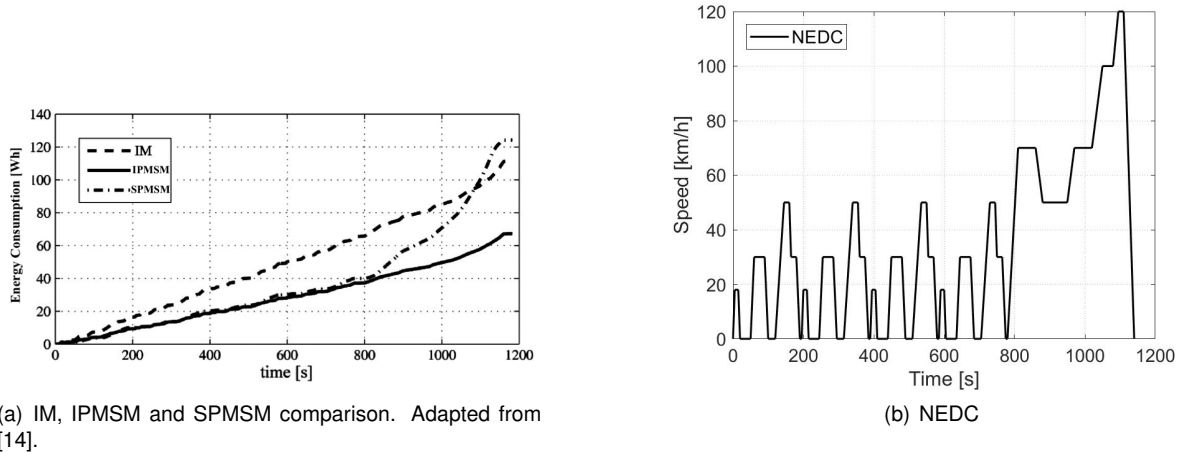 140
120
100
80
60
40
20
0
Energy Consumption [Wh]
IM
IPMSM
SPMSM
0 200 400 600 800 1000 1200
time [s]
(a) IM, IPMSM and SPMSM comparison. Adapted from
[14].
120
100
80
60
40
20
0
Speed [km/h]
NEDC
0 200 400 600 800 1000 1200
Time [s]
(b) NEDC